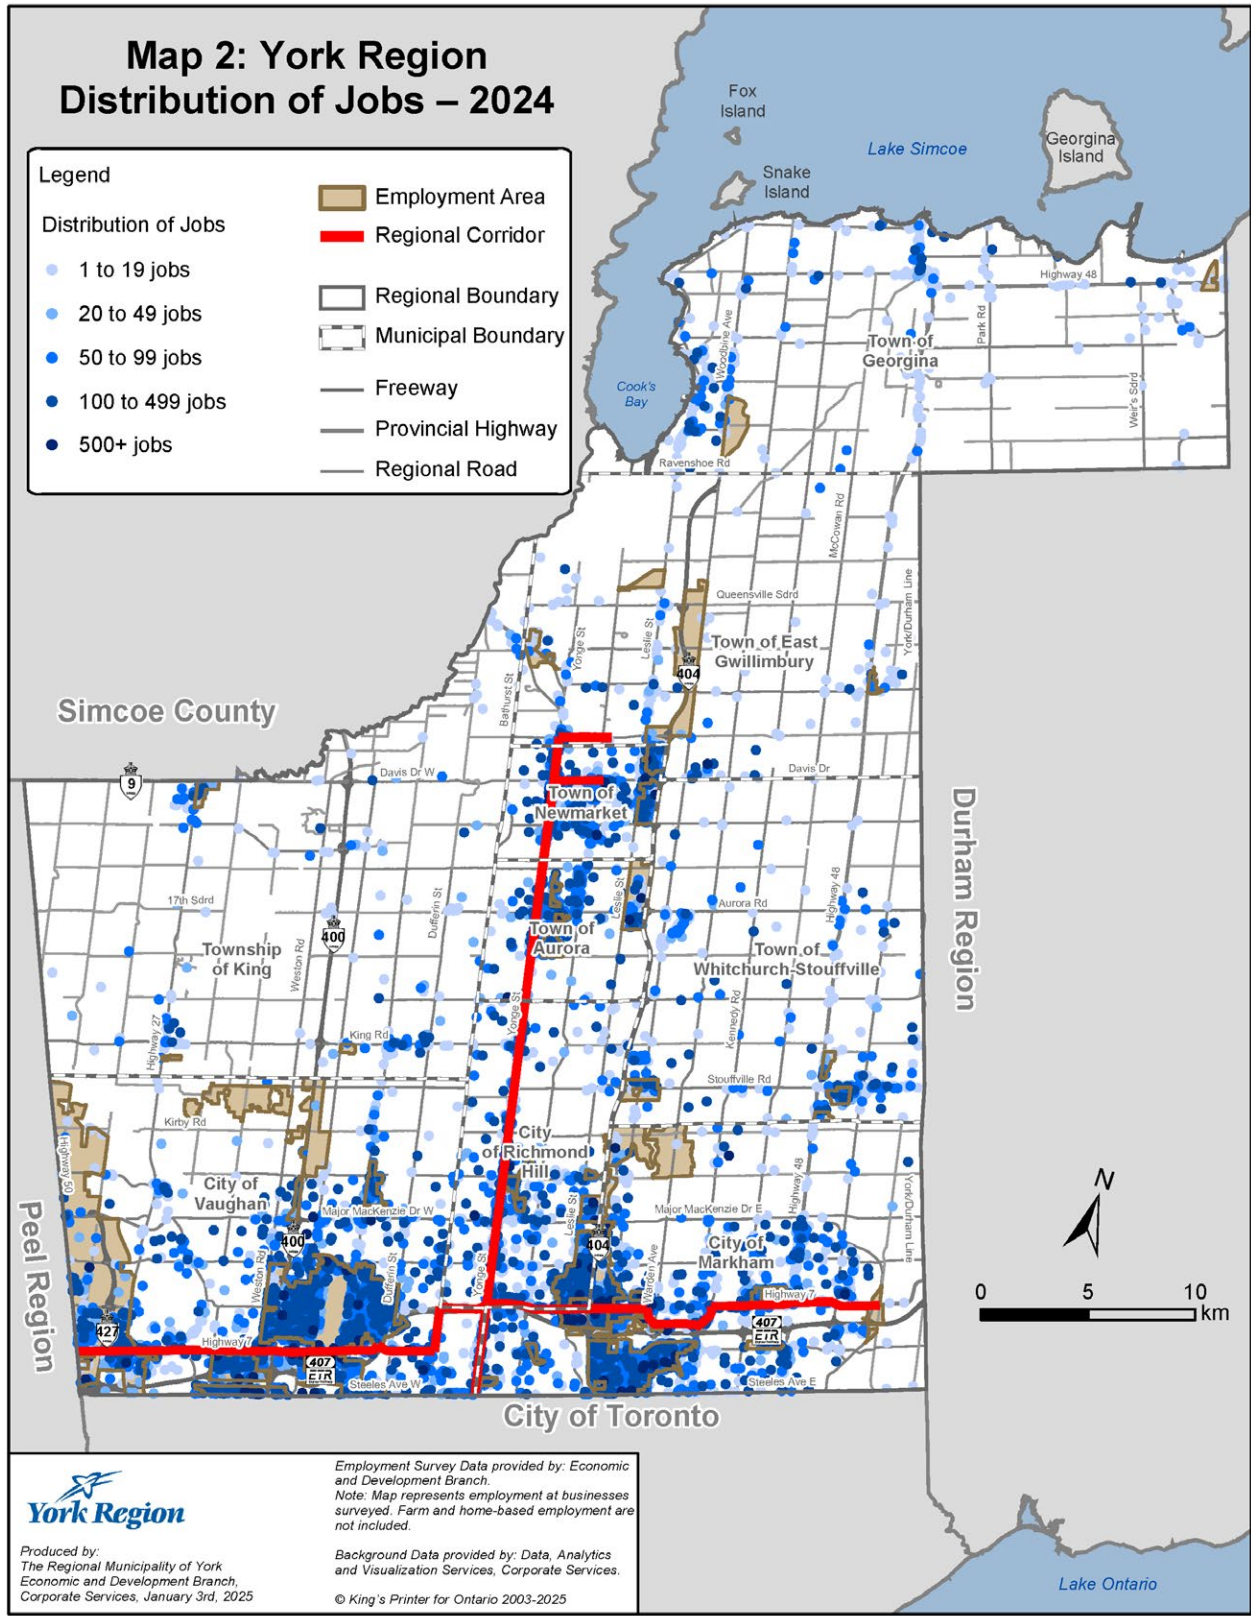 Map 2: York Region
Distribution of Jobs – 2024
Legend
Distribution of Jobs
1 to 19 jobs
20 to 49 jobs
50 to 99 jobs
100 to 499 jobs
500+ jobs
Employment Area
Regional Corridor
Regional Boundary
Municipal Boundary
Freeway
Provincial Highway
Regional Road
Fox
Island
Snake
Island
Lake Simcoe
Georgina
Island
Highway 48
Woodbine Ave
Town of
Georgina
Park Rd
Cook's
Bay
Weir's Sdrd
Ravenshoe Rd
McCowan Rd
York/Durham Line
Queensville Sdrd
Yonge St
Leslie St
Town of East
Gwillimbury
404
Bathurst St
Simcoe County
9
Davis Dr W
Davis Dr
Town of
Newmarket
Durham Region
17th Sdrd
Dufferin St
Leslie St
Aurora Rd
Highway 48
400
Town of
Aurora
Township
of King
Weston Rd
Town of
Whitchurch-Stouffville
Yonge St
Kennedy Rd
Highway 27
King Rd
Stouffville Rd
Kirby Rd
Highway 50
City
of Richmond
Hill
City of
Vaughan
Major MacKenzie Dr W
Leslie St
Major MacKenzie Dr E
Highway 48
York/Durham Line
Peel Region
400
404
City of
Markham
Weston Rd
Dufferin St
Yonge St
Warden Ave
Highway 7
427
Highway 7
407
ETR
407
ETR
Steeles Ave W
Steeles Ave E
City of Toronto
N
0 5 10
km
York Region
Produced by:
The Regional Municipality of York
Economic and Development Branch,
Corporate Services, January 3rd, 2025
Employment Survey Data provided by: Economic
and Development Branch.
Note: Map represents employment at businesses
surveyed. Farm and home-based employment are
not included.
Background Data provided by: Data, Analytics
and Visualization Services, Corporate Services.
© King's Printer for Ontario 2003-2025
Lake Ontario